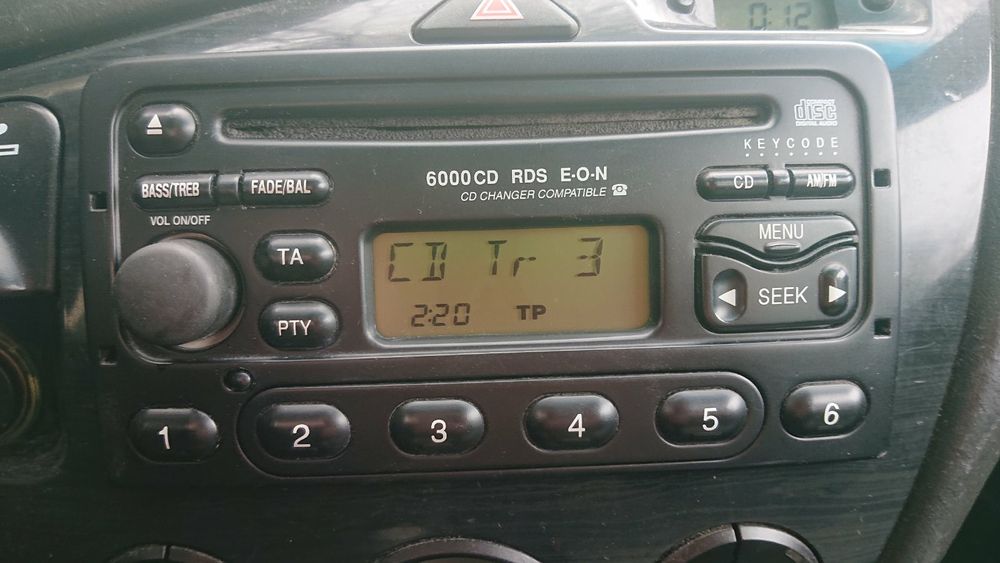 0:12
disc
DIGITAL AUDIO
KEYCODE
6000CD RDS E-O-N
CD CHANGER COMPATIBLE
BASS/TREB
FADE/BAL
CD
AM/FM
VOL ON/OFF
TA
PTY
CD Tr 3
2:20 TP
MENU
SEEK
1 2 3 4 5 6